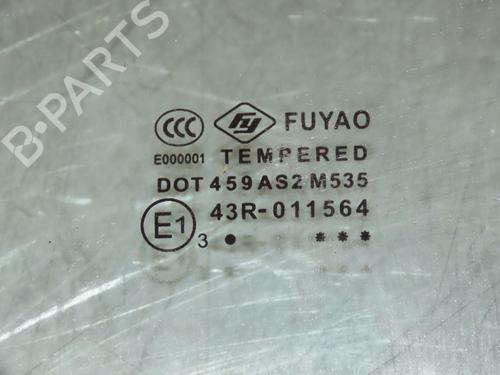 B-PARTS
CCC FY FUYAO
E000001 TEMPERED
DOT 459 AS2 M535
E1 43R-011564
3 • ***